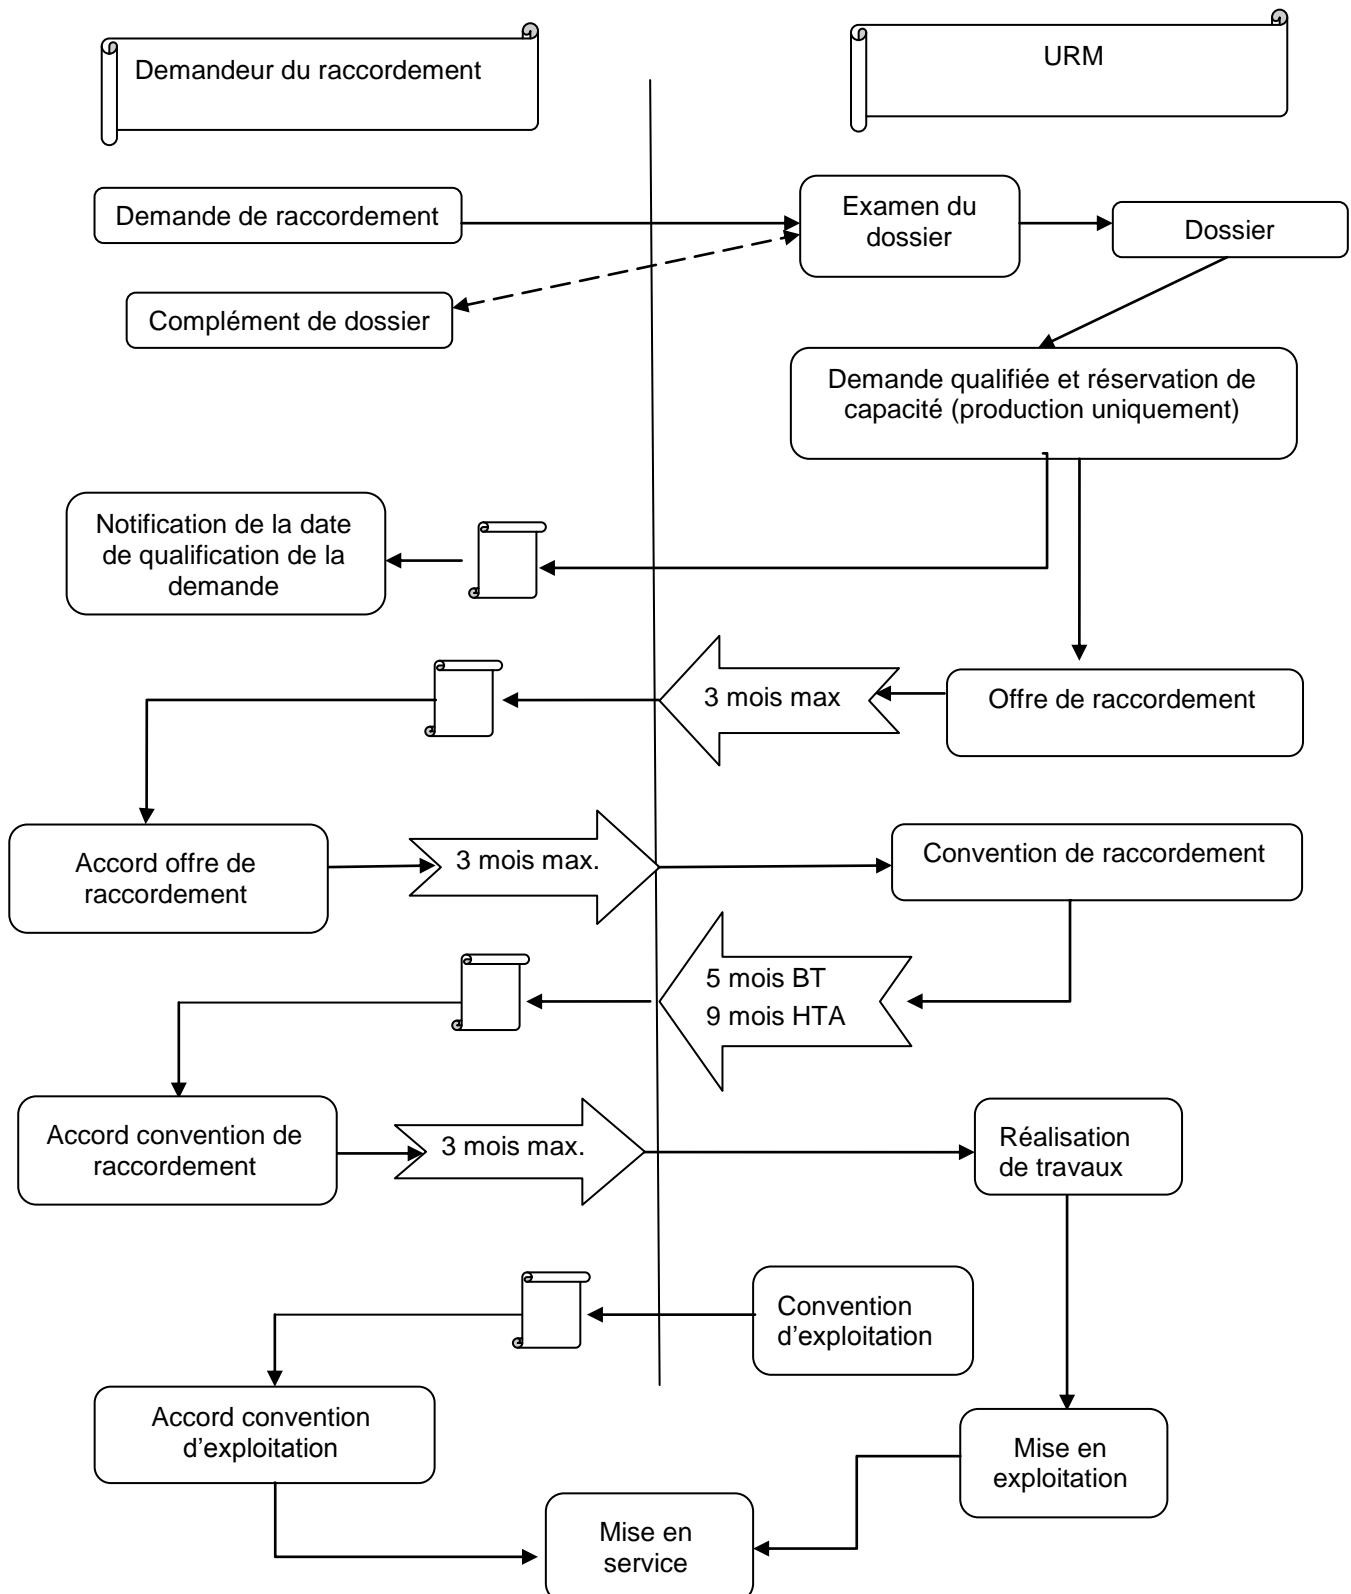 Demandeur du raccordement
URM
Demande de raccordement
Examen du
dossier
Dossier
Complément de dossier
Demande qualifiée et réservation de
capacité (production uniquement)
Notification de la date
de qualification de la
demande
3 mois max
Offre de raccordement
Accord offre de
raccordement
3 mois max.
Convention de raccordement
5 mois BT
9 mois HTA
Accord convention de
raccordement
3 mois max.
Réalisation
de travaux
Convention
d’exploitation
Accord convention
d’exploitation
Mise en
exploitation
Mise en
service